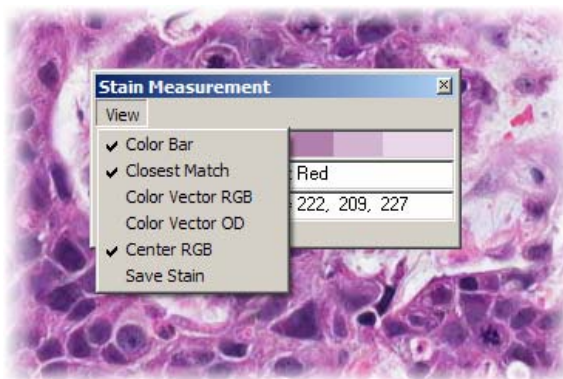 Stain Measurement
View
Color Bar
Closest Match
Red
Color Vector RGB
222, 209, 227
Color Vector OD
Center RGB
Save Stain